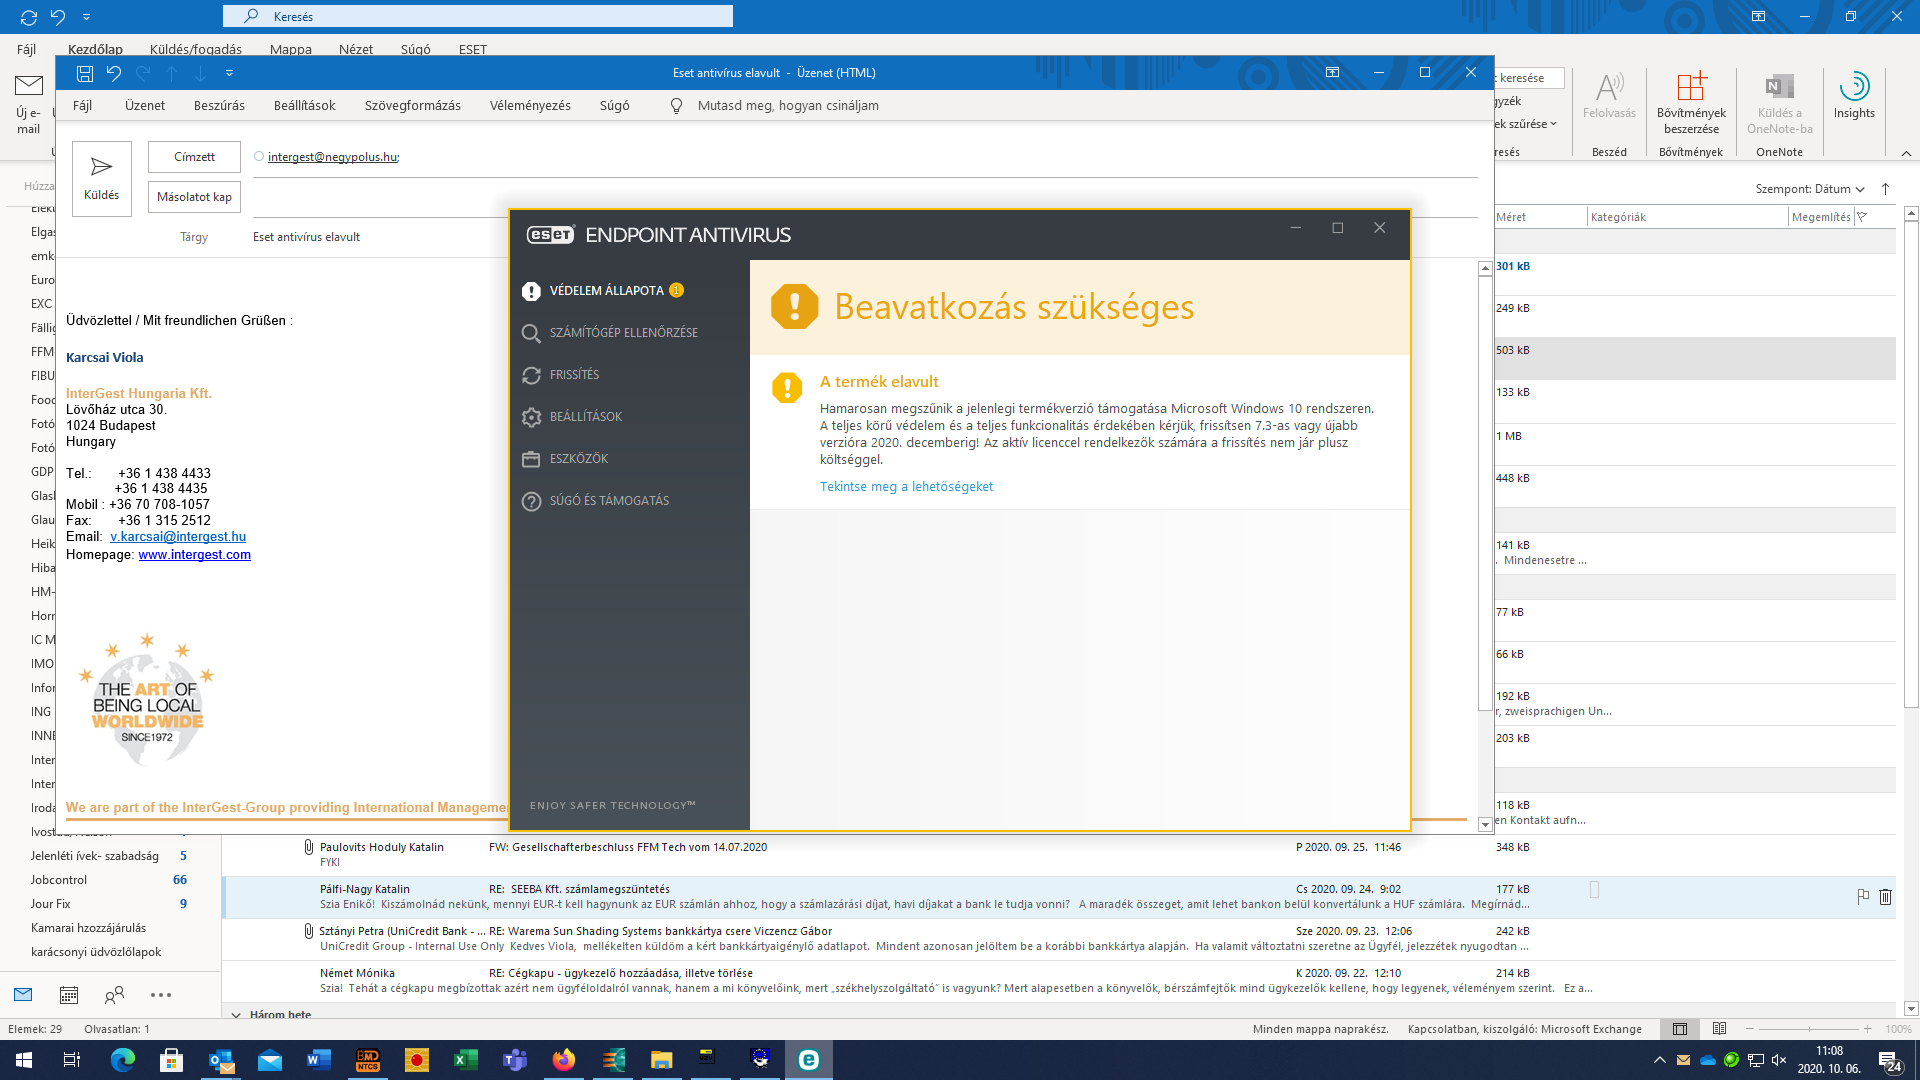 Keresés
Fájl Kezdőlap Küldés/fogadás Mappa Nézet Súgó ESET
Eset antivírus elavult - Üzenet (HTML)
Fájl Üzenet Beszúrás Beállítások Szövegformázás Véleményezés Súgó Mutasd meg, hogyan csináljam
Új e-
mail
keresése
Felolvasás
Bővítmények
beszerzése
Küldés a
OneNote-ba
Insights
ek szűrése
Beszéd
Bővítmények
OneNote
Küldés
Címzett
intergest@negypolus.hu;
Másolatot kap
Tárgy
Eset antivírus elavult
Szempont: Dátum
Méret Kategóriák Megemlítés
Húzza
Elgas
emk
Euro
EXC
Fällig
FFM
FIBU
Food
Fotó
Fotó
GDP
Glasl
Glau
Heik
Hiba
HM-
Horr
IC M
IMO
Infor
ING
INNE
Inter
Inter
Iroda
Jelenléti ívek- szabadság 5
Jobcontrol 66
Jour Fix 9
Kamarai hozzájárulás
karácsonyi üdvözlőlapok
Üdvözlettel / Mit freundlichen Grüßen :
Karcsai Viola
InterGest Hungaria Kft.
Lövőház utca 30.
1024 Budapest
Hungary
Tel.: +36 1 438 4433
+36 1 438 4435
Mobil : +36 70 708-1057
Fax: +36 1 315 2512
Email: v.karcsai@intergest.hu
Homepage: www.intergest.com
THE ART OF
BEING LOCAL
WORLDWIDE
SINCE1972
We are part of the InterGest-Group providing International Manageme
eset ENDPOINT ANTIVIRUS
VÉDELEM ÁLLAPOTA 1
SZÁMÍTÓGÉP ELLENŐRZÉSE
FRISSÍTÉS
BEÁLLÍTÁSOK
ESZKÖZÖK
SÚGÓ ÉS TÁMOGATÁS
ENJOY SAFER TECHNOLOGY™
Beavatkozás szükséges
A termék elavult
Hamarosan megszűnik a jelenlegi termékverzió támogatása Microsoft Windows 10 rendszeren.
A teljes körű védelem és a teljes funkcionalitás érdekében kérjük, frissítsen 7.3-as vagy újabb
verzióra 2020. decemberig! Az aktív licenccel rendelkezők számára a frissítés nem jár plusz
költséggel.
Tekintse meg a lehetőségeket
301 kB
249 kB
503 kB
133 kB
1 MB
448 kB
141 kB
. Mindenesetre ...
77 kB
66 kB
192 kB
r, zweisprachigen Un...
203 kB
118 kB
en Kontakt aufn...
Paulovits Hoduly Katalin FW: Gesellschafterbeschluss FFM Tech vom 14.07.2020 P 2020. 09. 25. 11:46 348 kB
FYKI
Pálfi-Nagy Katalin RE: SEEBA Kft. számlamegszüntetés Cs 2020. 09. 24. 9:02 177 kB
Szia Enikő! Kiszámolnád nekünk, mennyi EUR-t kell hagynunk az EUR számlán ahhoz, hogy a számlazárási díjat, havi díjakat a bank le tudja vonni? A maradék összeget, amit lehet bankon belül konvertálunk a HUF számlára. Megírnád...
Sztányi Petra (UniCredit Bank - ... RE: Warema Sun Shading Systems bankkártya csere Viczencz Gábor Sze 2020. 09. 23. 12:06 242 kB
UniCredit Group - Internal Use Only Kedves Viola, mellékelten küldöm a kért bankkártyaigénylő adatlapot. Mindent azonosan jelöltem be a korábbi bankkártya alapján. Ha valamit változtatni szeretne az Ügyfél, jelezzétek nyugodtan ...
Német Mónika RE: Cégkapu - ügykezelő hozzáadása, illetve törlése K 2020. 09. 22. 12:10 214 kB
Szia! Tehát a cégkapu megbízottak azért nem ügyféloldalról vannak, hanem a mi könyvelőink, mert „székhelyszolgáltató" is vagyunk? Mert alapesetben a könyvelők, bérszámfejtők mind ügykezelők kellene, hogy legyenek, véleményem szerint. Ez a...
Három hete
Elemek: 29 Olvasatlan: 1
Minden mappa naprakész. Kapcsolatban, kiszolgáló: Microsoft Exchange 100%
BMD
NTCS
11:08
2020. 10. 06.
24